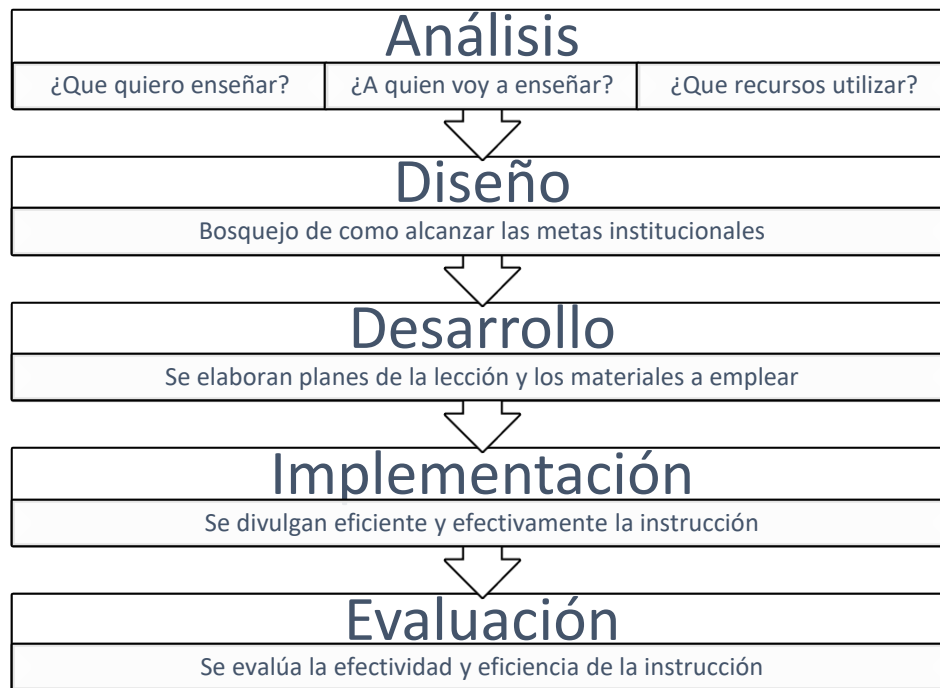 Análisis
¿Que quiero enseñar? ¿A quien voy a enseñar? ¿Que recursos utilizar?
Diseño
Bosquejo de como alcanzar las metas institucionales
Desarrollo
Se elaboran planes de la lección y los materiales a emplear
Implementación
Se divulgan eficiente y efectivamente la instrucción
Evaluación
Se evalúa la efectividad y eficiencia de la instrucción